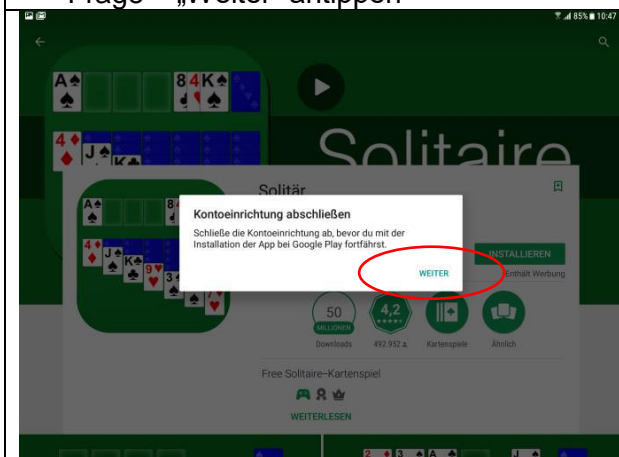 Frage „Weiter“ antippen
85% 10:47
Solitaire
Solitär
Kontoeinrichtung abschließen
Schließe die Kontoeinrichtung ab, bevor du mit der
Installation der App bei Google Play fortfährst.
WEITER
INSTALLIEREN
Enthält Werbung
50
MILLIONEN
4,2
Downloads
492.952
Kartenspiele
Ähnlich
Free Solitaire–Kartenspiel
WEITERLESEN